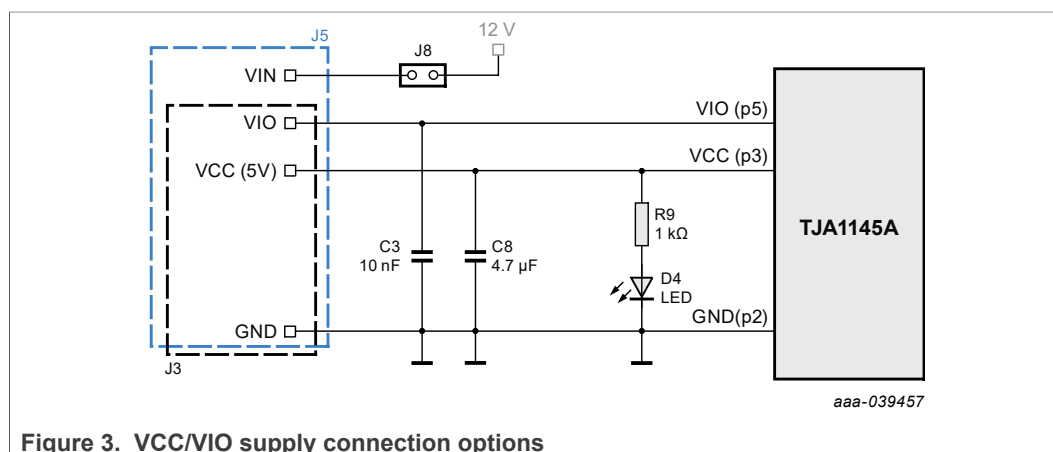 12 V
J5
J8
VIN
VIO
VIO (p5)
VCC (5V)
VCC (p3)
TJA1145A
R9
1 kΩ
C3
10 nF
C8
4.7 µF
D4
LED
GND
GND(p2)
J3
aaa-039457
Figure 3. VCC/VIO supply connection options